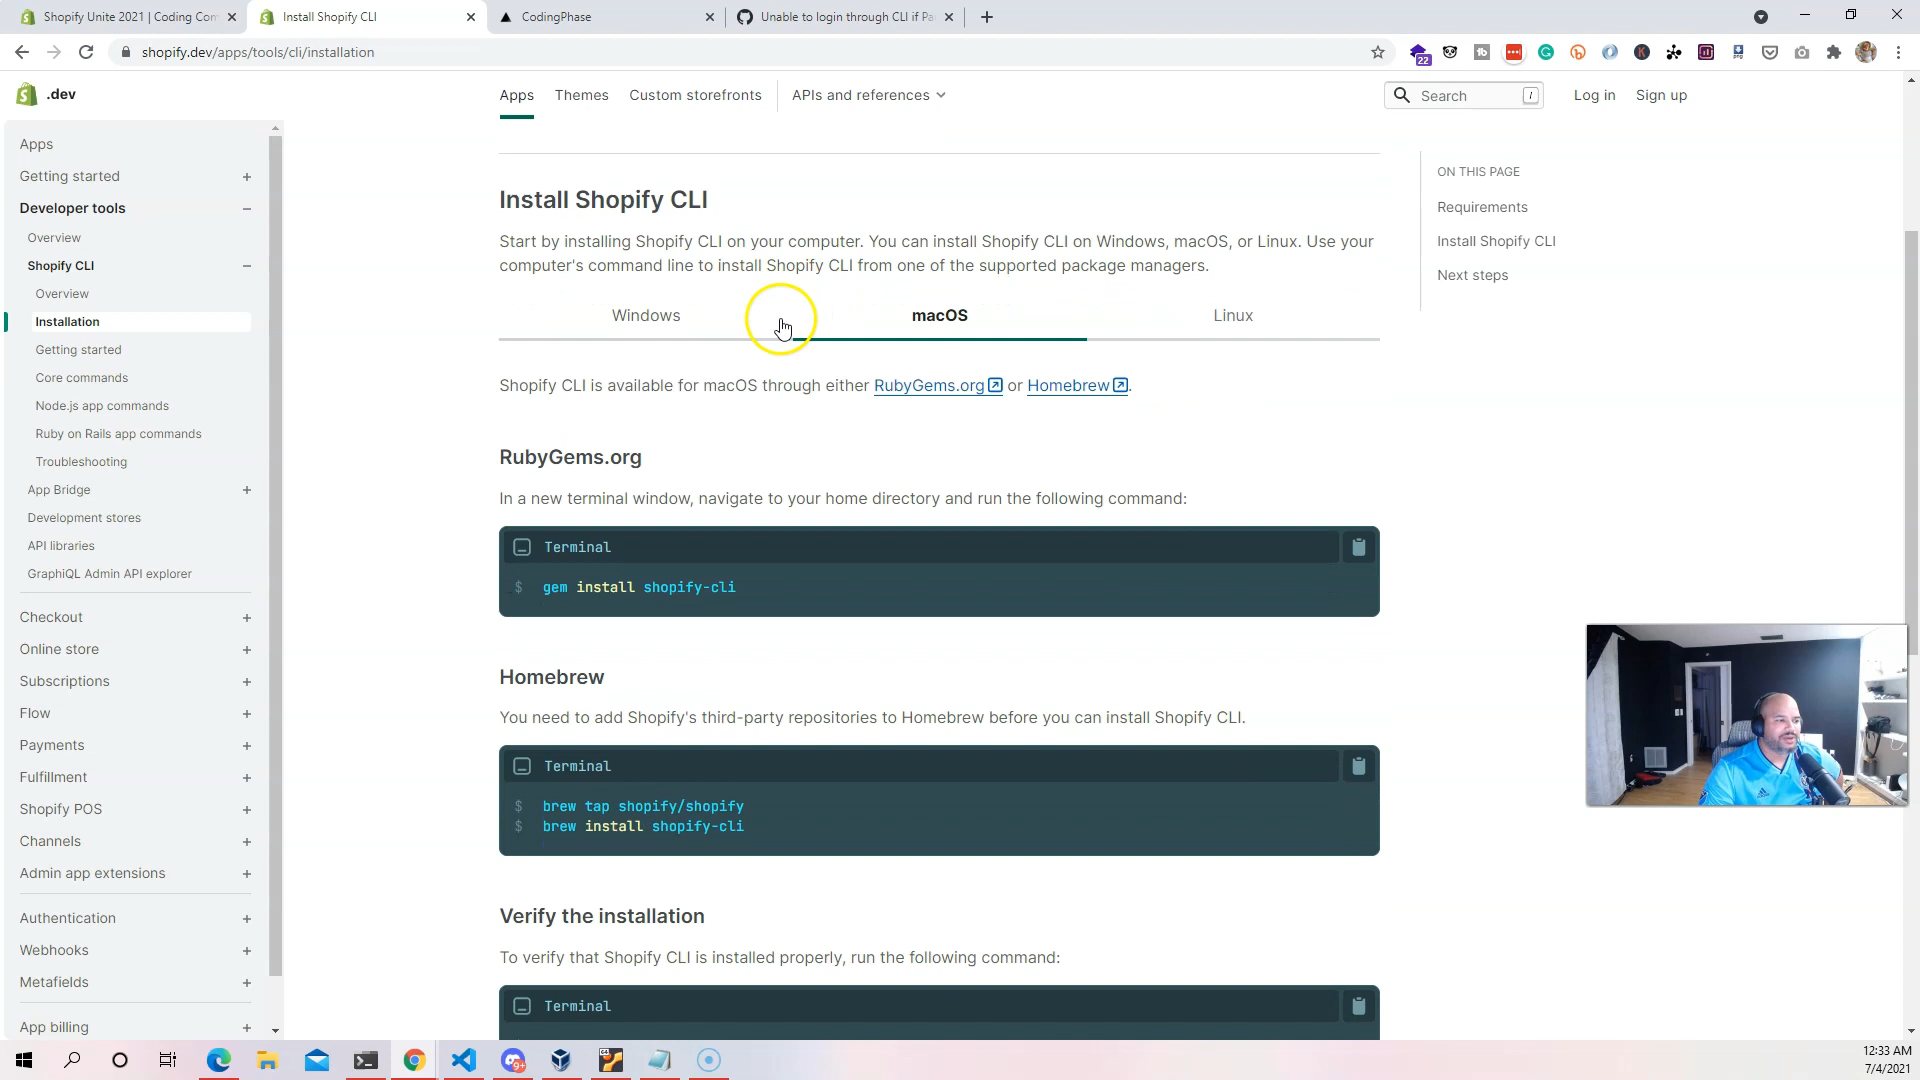 Shopify Unite 2021 | Coding Com
Install Shopify CLI
CodingPhase
Unable to login through CLI if Pa
shopify.dev/apps/tools/cli/installation
22
.dev
Apps
Themes
Custom storefronts
APIs and references
Search
/
Log in
Sign up
Apps
Getting started
Developer tools
Overview
Shopify CLI
Overview
Installation
Getting started
Core commands
Node.js app commands
Ruby on Rails app commands
Troubleshooting
App Bridge
Development stores
API libraries
GraphiQL Admin API explorer
Checkout
Online store
Subscriptions
Flow
Payments
Fulfillment
Shopify POS
Channels
Admin app extensions
Authentication
Webhooks
Metafields
App billing
Install Shopify CLI
Start by installing Shopify CLI on your computer. You can install Shopify CLI on Windows, macOS, or Linux. Use your
computer's command line to install Shopify CLI from one of the supported package managers.
Windows
macOS
Linux
Shopify CLI is available for macOS through either RubyGems.org or Homebrew.
RubyGems.org
In a new terminal window, navigate to your home directory and run the following command:
Terminal
$ gem install shopify-cli
Homebrew
You need to add Shopify's third-party repositories to Homebrew before you can install Shopify CLI.
Terminal
$ brew tap shopify/shopify
$ brew install shopify-cli
Verify the installation
To verify that Shopify CLI is installed properly, run the following command:
Terminal
ON THIS PAGE
Requirements
Install Shopify CLI
Next steps
12:33 AM
7/4/2021